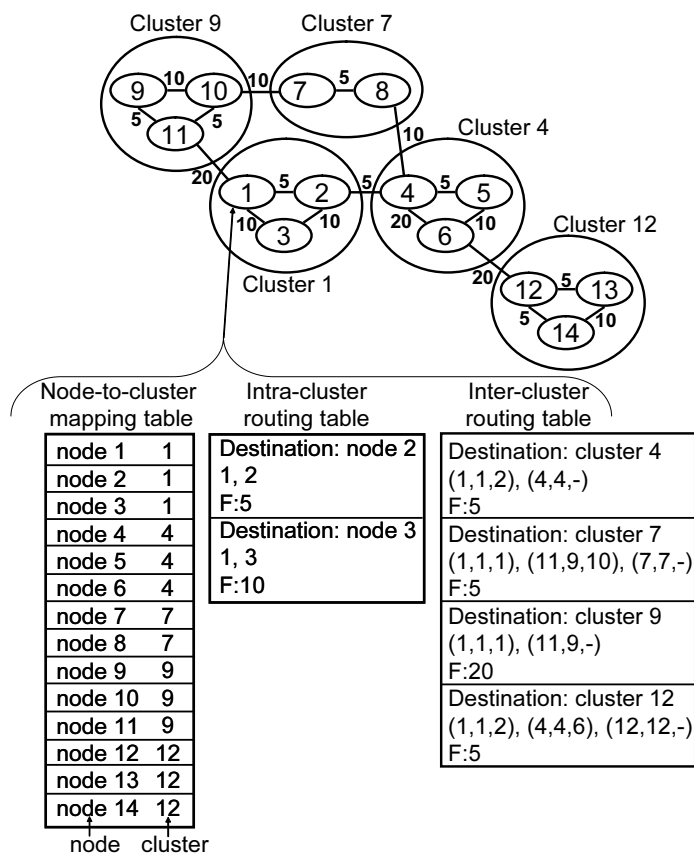 Cluster 9
Cluster 7
10
10
5
9
10
7
8
5
5
11
10
Cluster 4
20
5
5
5
1
2
4
5
10
10
20
10
3
6
Cluster 12
Cluster 1
20
5
12
13
5
10
14
Node-to-cluster
mapping table
node 1 1
node 2 1
node 3 1
node 4 4
node 5 4
node 6 4
node 7 7
node 8 7
node 9 9
node 10 9
node 11 9
node 12 12
node 13 12
node 14 12
node cluster
Intra-cluster
routing table
Destination: node 2
1, 2
F:5
Destination: node 3
1, 3
F:10
Inter-cluster
routing table
Destination: cluster 4
(1,1,2), (4,4,-)
F:5
Destination: cluster 7
(1,1,1), (11,9,10), (7,7,-)
F:5
Destination: cluster 9
(1,1,1), (11,9,-)
F:20
Destination: cluster 12
(1,1,2), (4,4,6), (12,12,-)
F:5